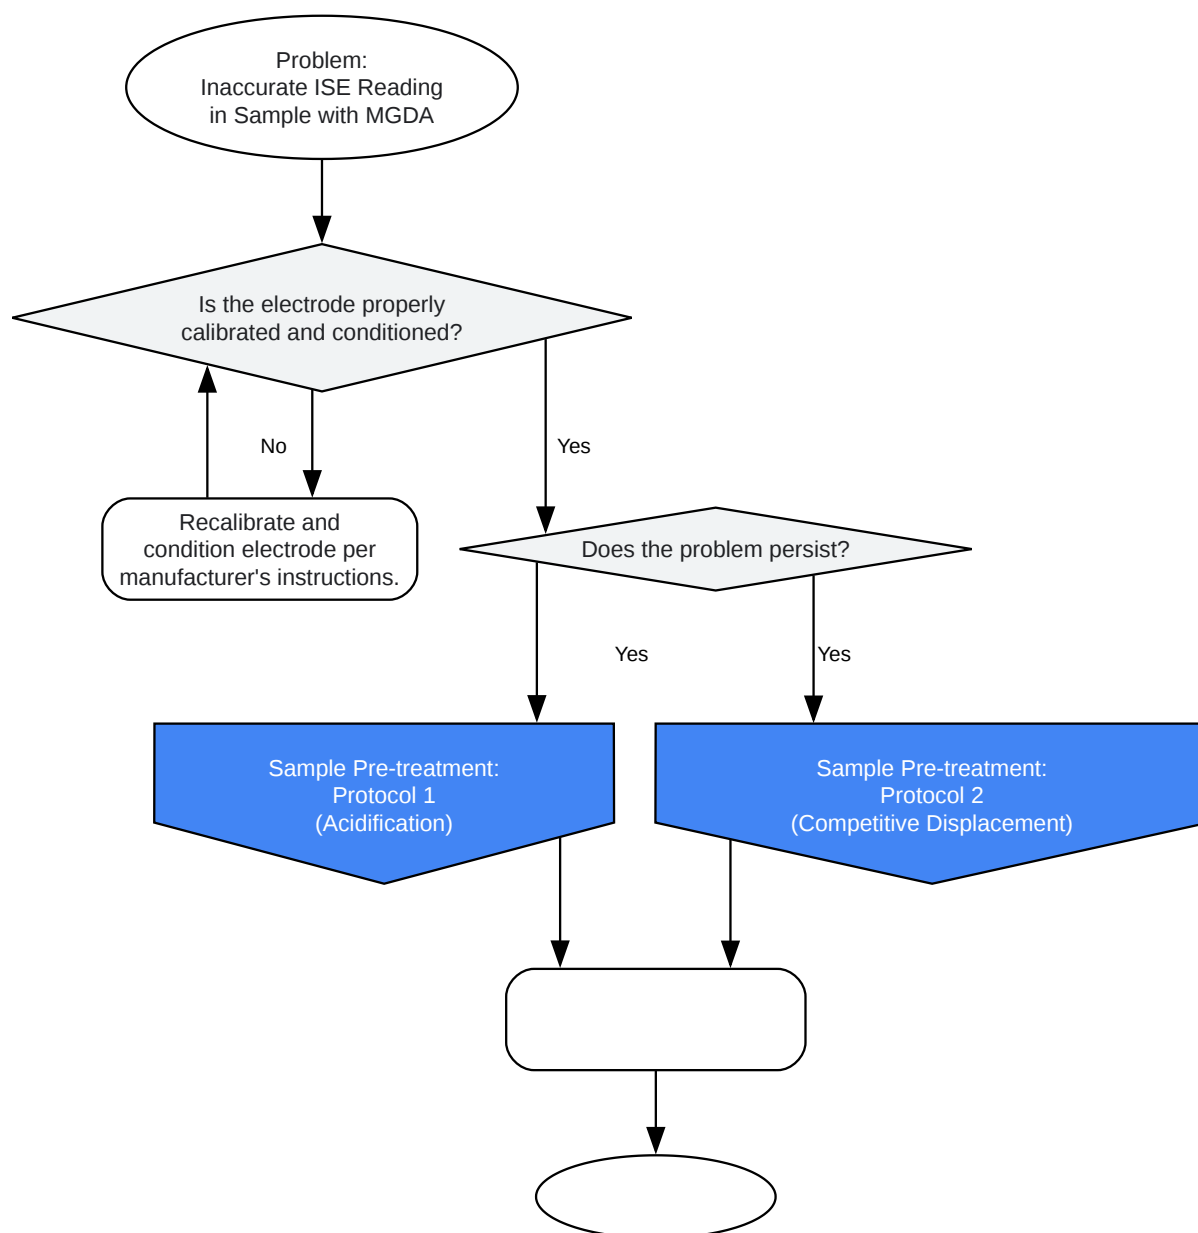 Problem:
Inaccurate ISE Reading
in Sample with MGDA
Is the electrode properly
calibrated and conditioned?
No
Yes
Recalibrate and
condition electrode per
manufacturer's instructions.
Does the problem persist?
Yes
Yes
Sample Pre-treatment:
Protocol 1
(Acidification)
Sample Pre-treatment:
Protocol 2
(Competitive Displacement)